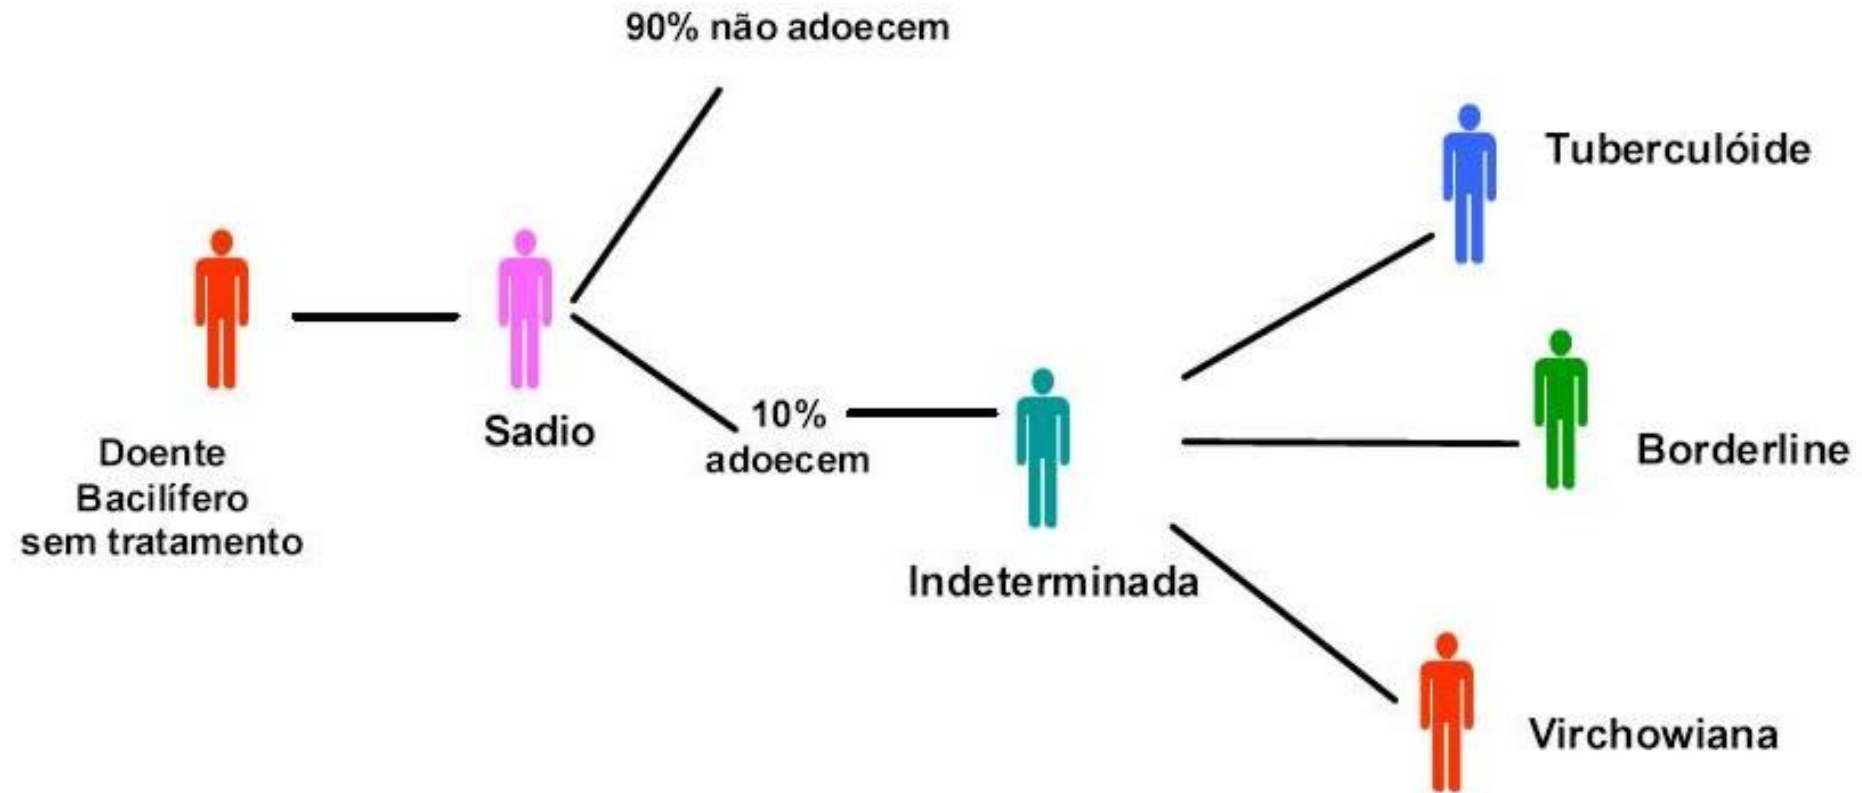 90% não adoecem
Tuberculóide
Doente
Bacilífero
sem tratamento
Sadio
10%
adoecem
Indeterminada
Borderline
Virchowiana